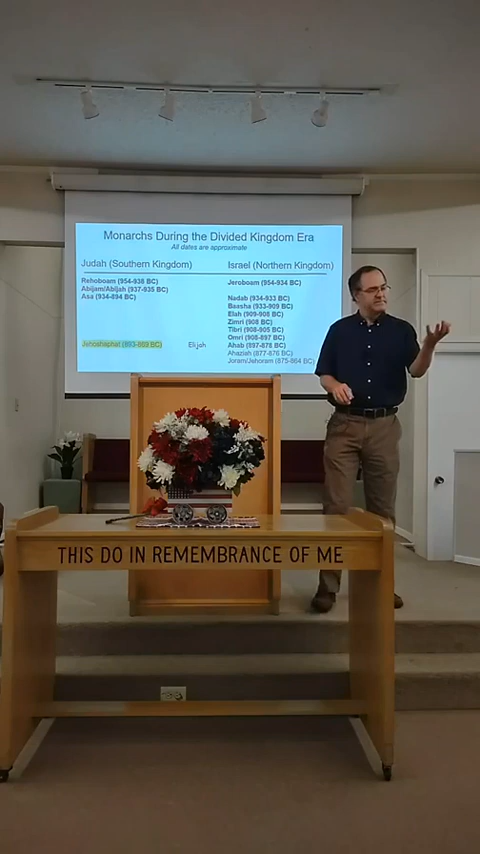 Monarchs During the Divided Kingdom Era
All dates are approximate
Judah (Southern Kingdom)
Israel (Northern Kingdom)
Rehoboam (954-938 BC)
Jeroboam (954-934 BC)
Abijam/Abijah (937-935 BC)
Asa (934-894 BC)
Nadab (934-933 BC)
Baasha (933-909 BC)
Elah (909-908 BC)
Zimri (908 BC)
Tibri (908-905 BC)
Omri (908-897 BC)
Jehoshaphat (893-869 BC)
Elijah
Ahab (897-878 BC)
Ahaziah (877-876 BC)
Joram/Jehoram (875-864 BC)
THIS DO IN REMEMBRANCE OF ME